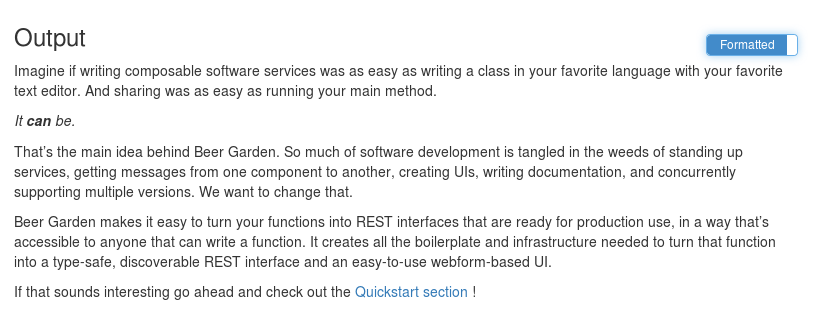 Output
Formatted
Imagine if writing composable software services was as easy as writing a class in your favorite language with your favorite
text editor. And sharing was as easy as running your main method.
It can be.
That’s the main idea behind Beer Garden. So much of software development is tangled in the weeds of standing up
services, getting messages from one component to another, creating UIs, writing documentation, and concurrently
supporting multiple versions. We want to change that.
Beer Garden makes it easy to turn your functions into REST interfaces that are ready for production use, in a way that’s
accessible to anyone that can write a function. It creates all the boilerplate and infrastructure needed to turn that function
into a type-safe, discoverable REST interface and an easy-to-use webform-based UI.
If that sounds interesting go ahead and check out the Quickstart section !